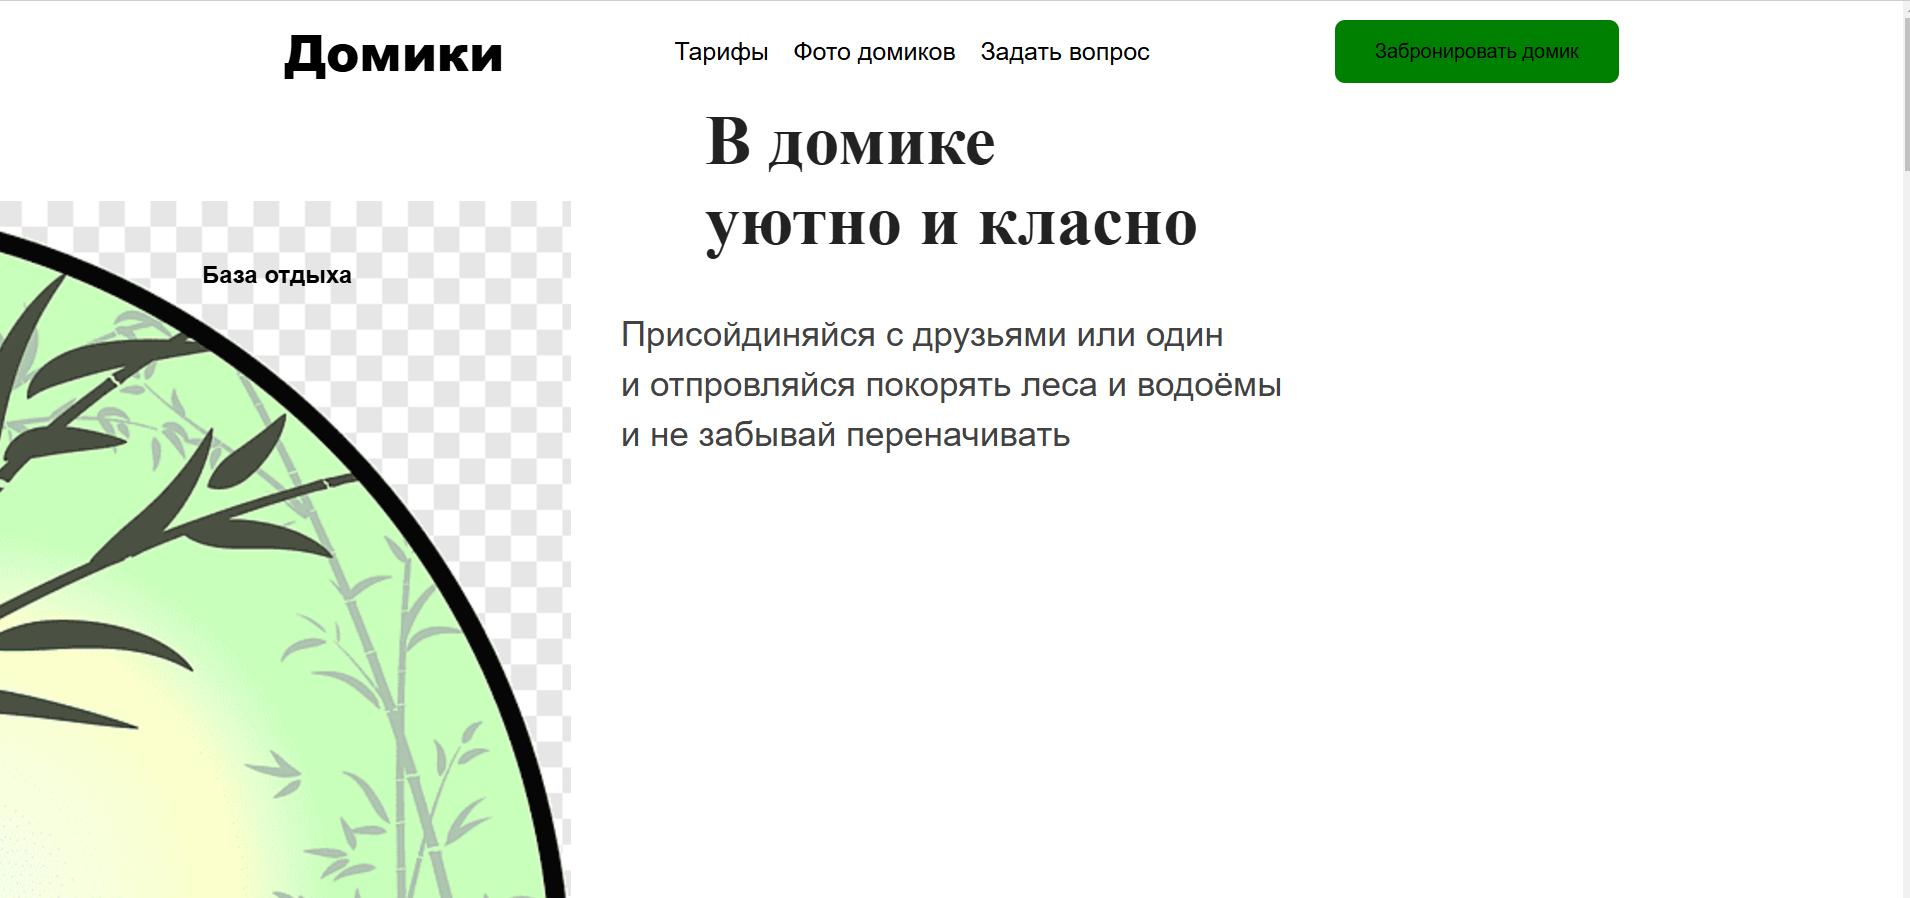 Домики
Тарифы Фото домиков Задать вопрос
Забронировать домик
В домике
уютно и класно
База отдыха
Присойдиняйся с друзьями или один
и отпровляйся покорять леса и водоёмы
и не забывай переначивать